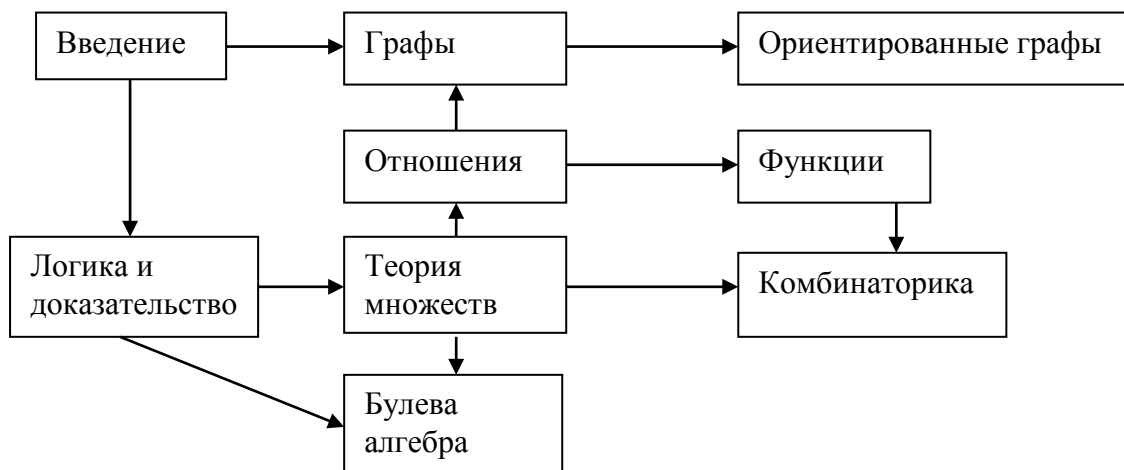 Введение
Графы
Ориентированные графы
Отношения
Функции
Логика и
доказательство
Теория
множеств
Комбинаторика
Булева
алгебра